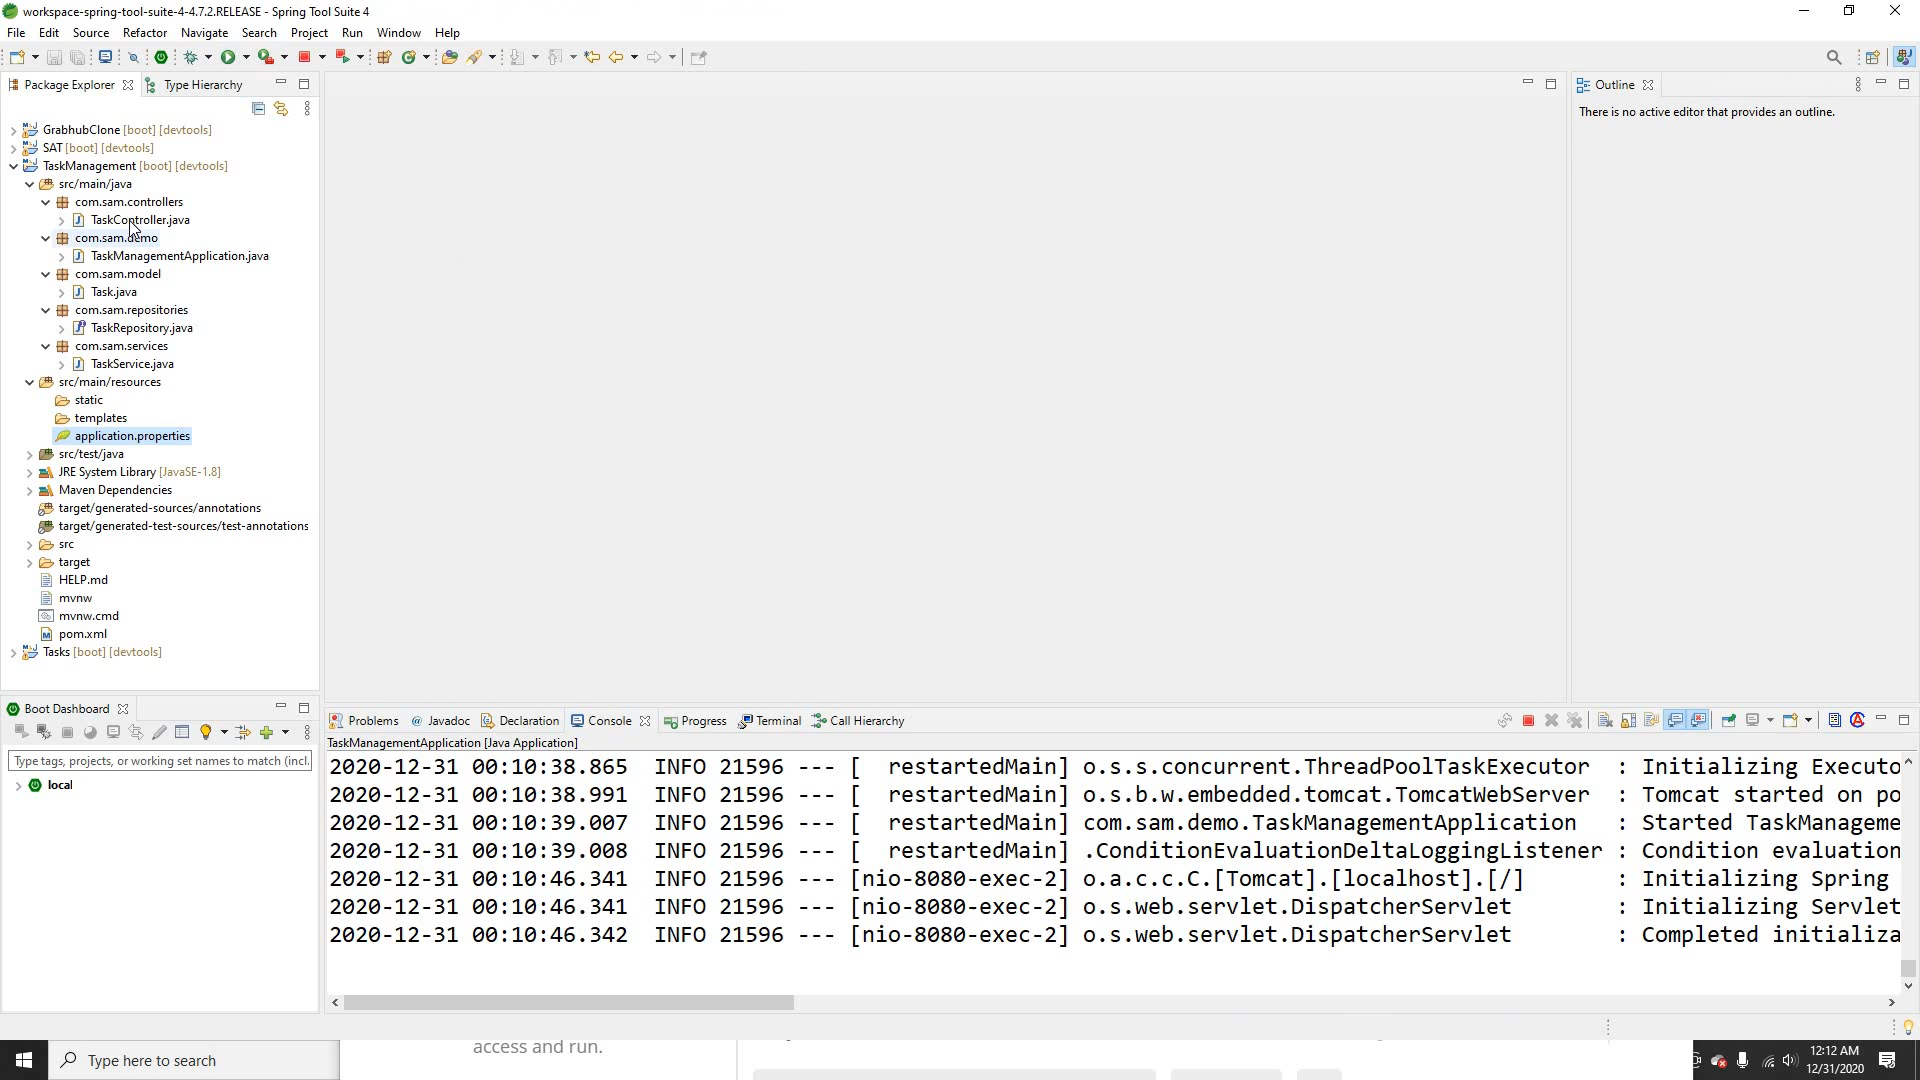 workspace-spring-tool-suite-4-4.7.2.RELEASE - Spring Tool Suite 4
File Edit Source Refactor Navigate Search Project Run Window Help
Package Explorer Type Hierarchy
Outline
There is no active editor that provides an outline.
GrabhubClone [boot] [devtools]
SAT [boot] [devtools]
TaskManagement [boot] [devtools]
src/main/java
com.sam.controllers
TaskController.java
com.sam.demo
TaskManagementApplication.java
com.sam.model
Task.java
com.sam.repositories
TaskRepository.java
com.sam.services
TaskService.java
src/main/resources
static
templates
application.properties
src/test/java
JRE System Library [JavaSE-1.8]
Maven Dependencies
target/generated-sources/annotations
target/generated-test-sources/test-annotations
src
target
HELP.md
mvnw
mvnw.cmd
pom.xml
Tasks [boot] [devtools]
Boot Dashboard
Type tags, projects, or working set names to match (incl.
local
Problems Javadoc Declaration Console Progress Terminal Call Hierarchy
TaskManagementApplication [Java Application]
2020-12-31 00:10:38.865 INFO 21596 --- [ restartedMain] o.s.s.concurrent.ThreadPoolTaskExecutor : Initializing Executo
2020-12-31 00:10:38.991 INFO 21596 --- [ restartedMain] o.s.b.w.embedded.tomcat.TomcatWebServer : Tomcat started on po
2020-12-31 00:10:39.007 INFO 21596 --- [ restartedMain] com.sam.demo.TaskManagementApplication : Started TaskManageme
2020-12-31 00:10:39.008 INFO 21596 --- [ restartedMain] .ConditionEvaluationDeltaLoggingListener : Condition evaluation
2020-12-31 00:10:46.341 INFO 21596 --- [nio-8080-exec-2] o.a.c.c.C.[Tomcat].[localhost].[/] : Initializing Spring
2020-12-31 00:10:46.341 INFO 21596 --- [nio-8080-exec-2] o.s.web.servlet.DispatcherServlet : Initializing Servlet
2020-12-31 00:10:46.342 INFO 21596 --- [nio-8080-exec-2] o.s.web.servlet.DispatcherServlet : Completed initializa
access and run.
Type here to search
12:12 AM
12/31/2020